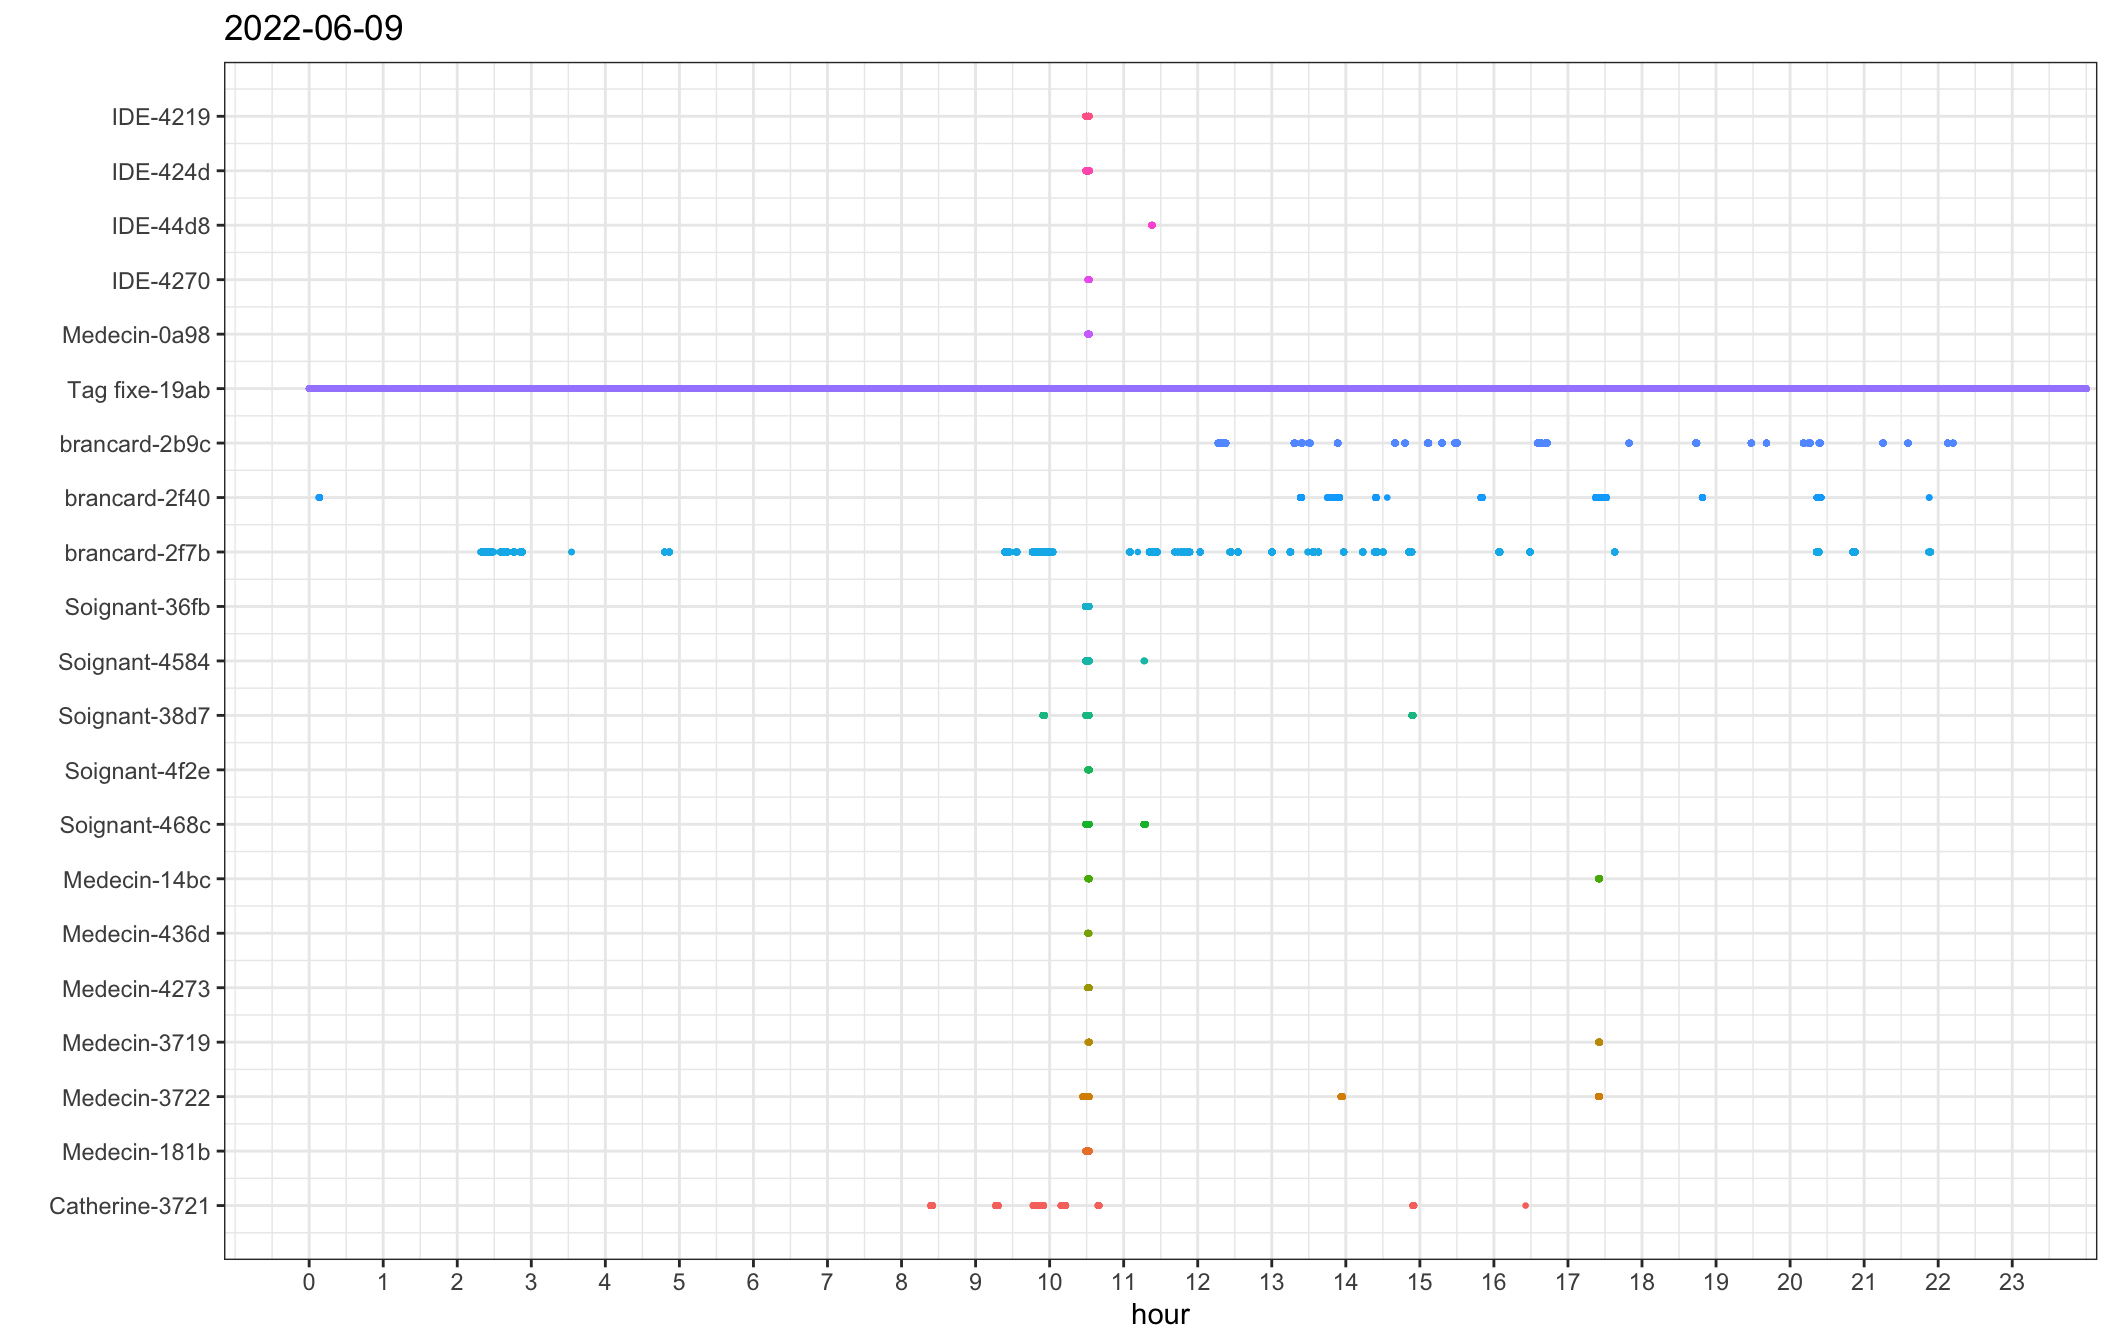 2022-06-09
IDE-4219
IDE-424d
IDE-44d8
IDE-4270
Medecin-0a98
Tag fixe-19ab
brancard-2b9c
brancard-2f40
brancard-2f7b
Soignant-36fb
Soignant-4584
Soignant-38d7
Soignant-4f2e
Soignant-468c
Medecin-14bc
Medecin-436d
Medecin-4273
Medecin-3719
Medecin-3722
Medecin-181b
Catherine-3721
0 1 2 3 4 5 6 7 8 9 10 11 12 13 14 15 16 17 18 19 20 21 22 23
hour